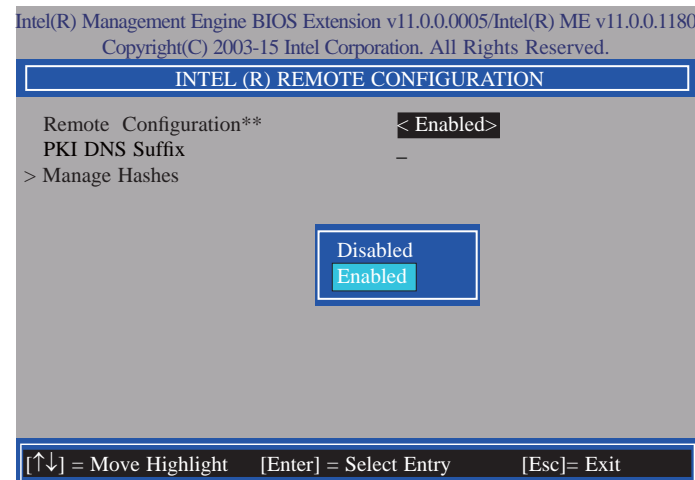 Intel(R) Management Engine BIOS Extension v11.0.0.0005/Intel(R) ME v11.0.0.1180
Copyright(C) 2003-15 Intel Corporation. All Rights Reserved.
INTEL (R) REMOTE CONFIGURATION
Remote Configuration** < Enabled>
PKI DNS Suffix _
> Manage Hashes
Disabled
Enabled
[↑↓] = Move Highlight [Enter] = Select Entry [Esc]= Exit